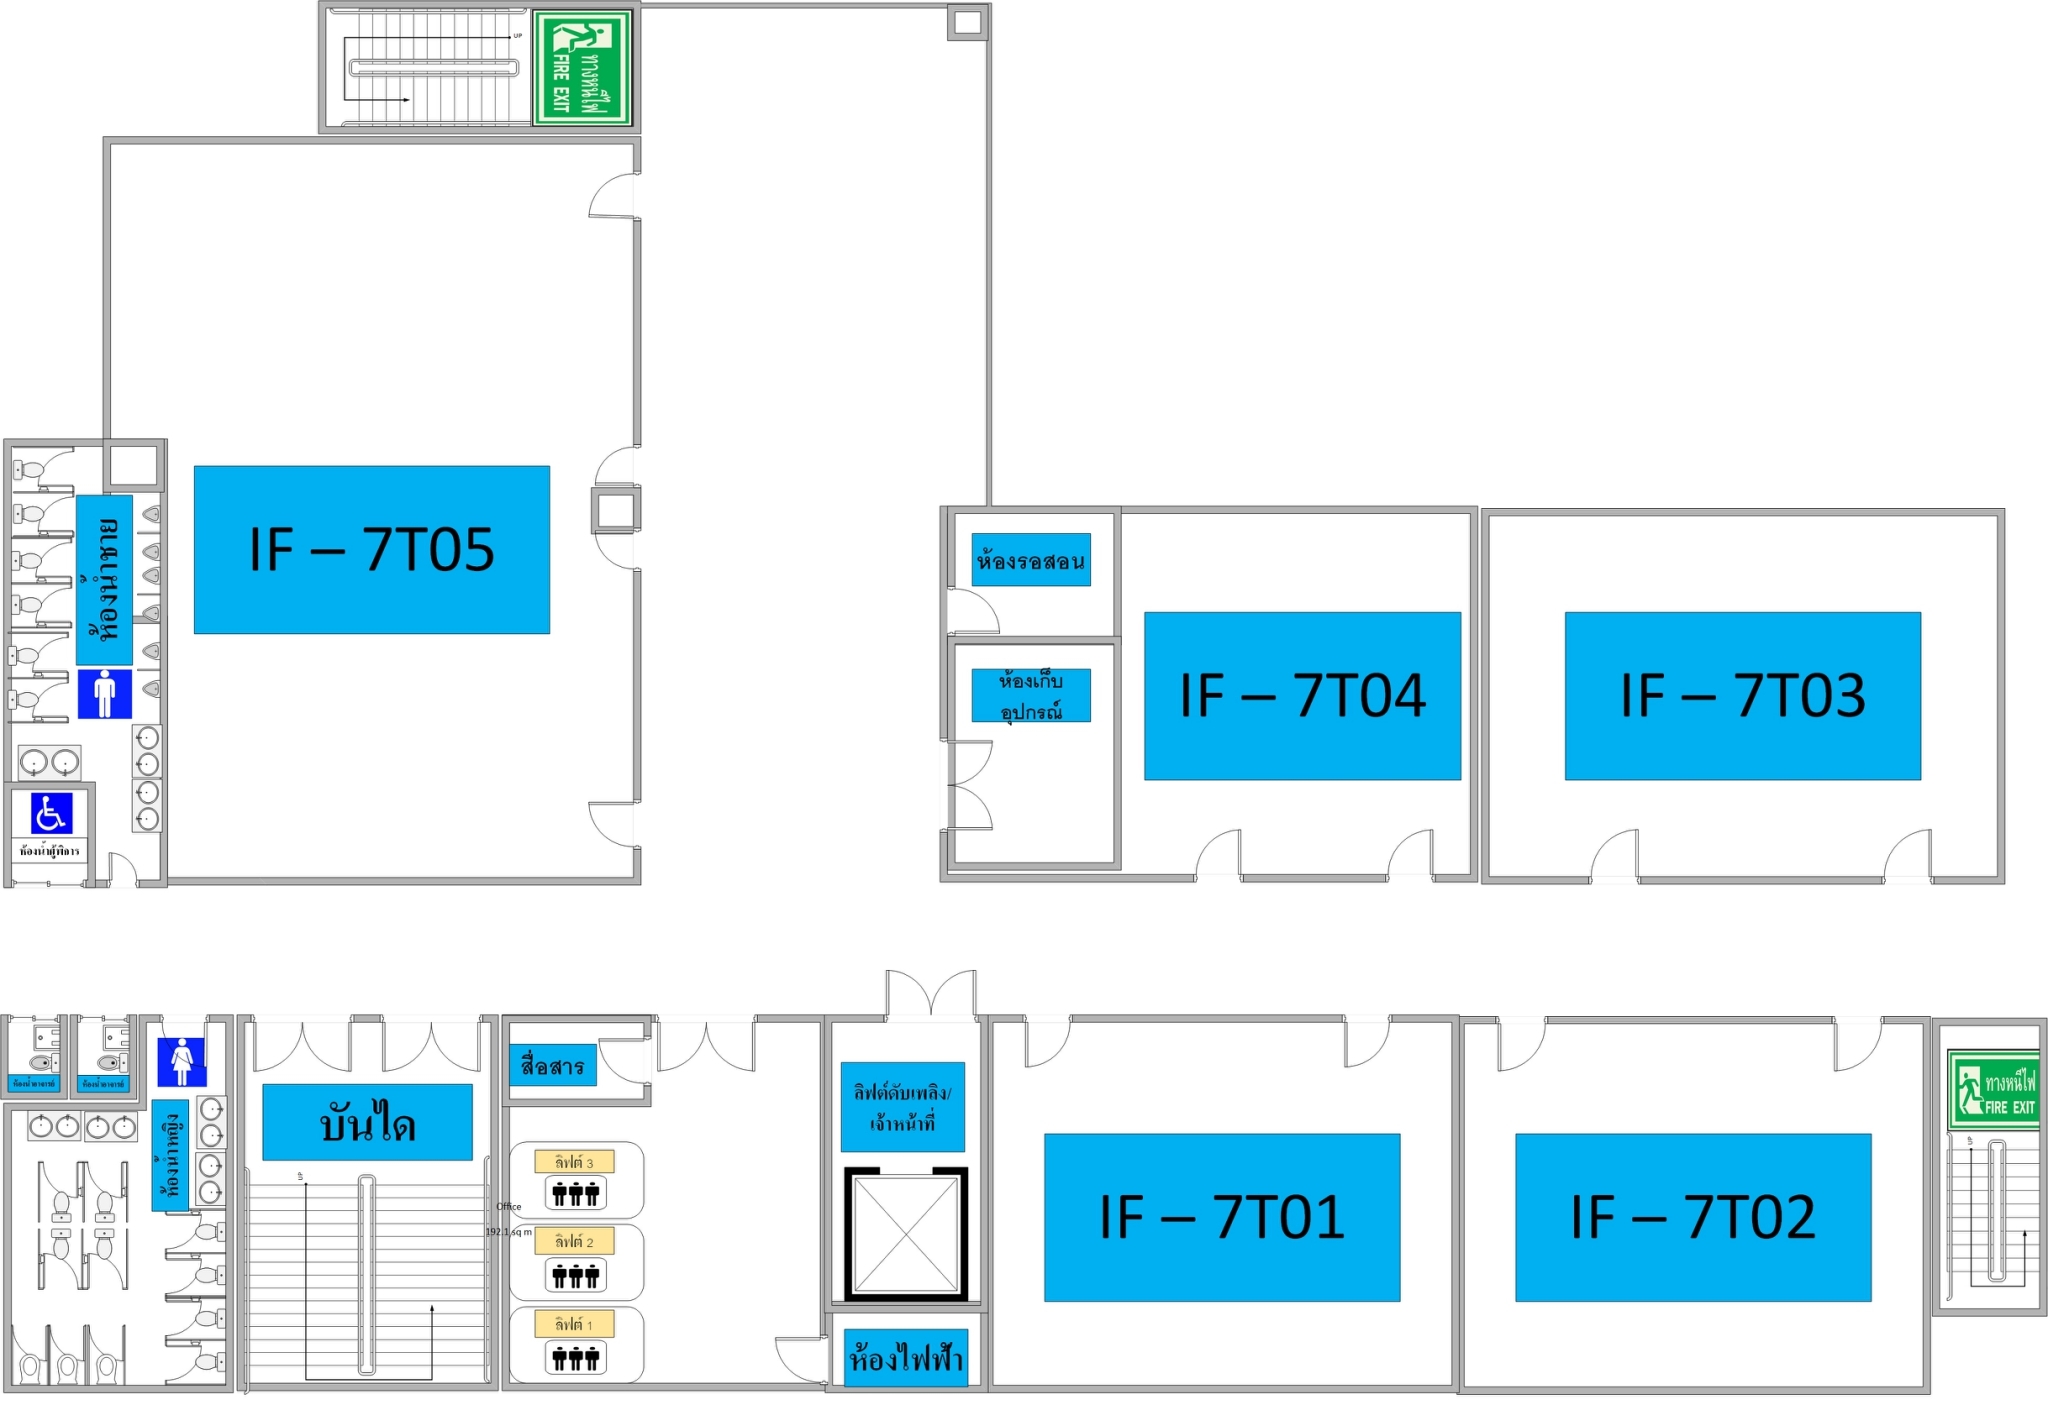 UP
ทางหนีไฟ
FIRE EXIT
IF – 7T05
ห้องน้ำชาย
ห้องน้ำผู้พิการ
ห้องรอสอน
ห้องเก็บ
อุปกรณ์
IF – 7T04
IF – 7T03
ห้องน้ำอาจารย์
ห้องน้ำอาจารย์
ห้องน้ำหญิง
บันได
UP
สื่อสาร
ลิฟต์ 3
Office
192.1 sq m
ลิฟต์ 2
ลิฟต์ 1
ลิฟต์ดับเพลิง/
เจ้าหน้าที่
ห้องไฟฟ้า
IF – 7T01
IF – 7T02
ทางหนีไฟ
FIRE EXIT
UP